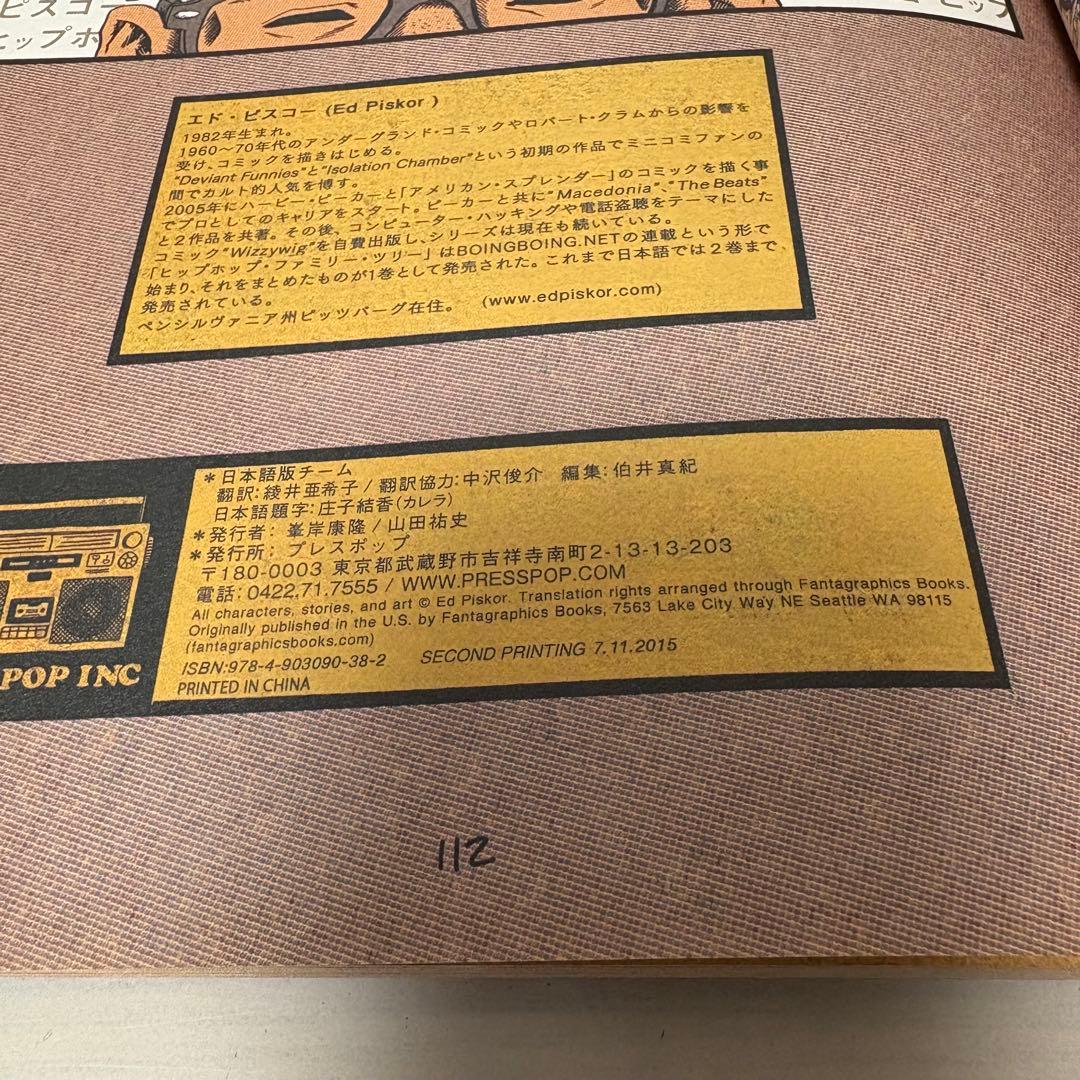 ピスコー
ヒップホ
ヒップ
エド・ピスコー (Ed Piskor )
1982年生まれ。
1960〜70年代のアンダーグランド・コミックやロバート・クラムからの影響を
受け、コミックを描きはじめる。
"Deviant Funnies"と"Isolation Chamber"という初期の作品でミニコミファンの
間でカルト的人気を博す。
2005年にハービー・ピーカーと「アメリカン・スプレンダー」のコミックを描く事
でプロとしてのキャリアをスタート。ピーカーと共に"Macedonia"、"The Beats"
と2作品を共著。その後、コンピューター・ハッキングや電話盗聴をテーマにした
コミック"Wizzywig"を自費出版し、シリーズは現在も続いている。
「ヒップホップ・ファミリー・ツリー」はBOINGBOING.NETの連載という形で
始まり、それをまとめたものが1巻として発売された。これまで日本語では2巻まで
発売されている。
ペンシルヴァニア州ピッツバーグ在住。 (www.edpiskor.com)
POP INC
*日本語版チーム
翻訳:綾井亜希子/翻訳協力:中沢俊介 編集:伯井真紀
日本語題字:庄子結香(カレラ)
*発行者: 峯岸康隆/山田祐史
*発行所: プレスポップ
〒180-0003 東京都武蔵野市吉祥寺南町2-13-13-203
電話: 0422.71.7555 / WWW.PRESSPOP.COM
All characters, stories, and art © Ed Piskor. Translation rights arranged through Fantagraphics Books.
Originally published in the U.S. by Fantagraphics Books, 7563 Lake City Way NE Seattle WA 98115
(fantagraphicsbooks.com)
ISBN:978-4-903090-38-2 SECOND PRINTING 7.11.2015
PRINTED IN CHINA
112